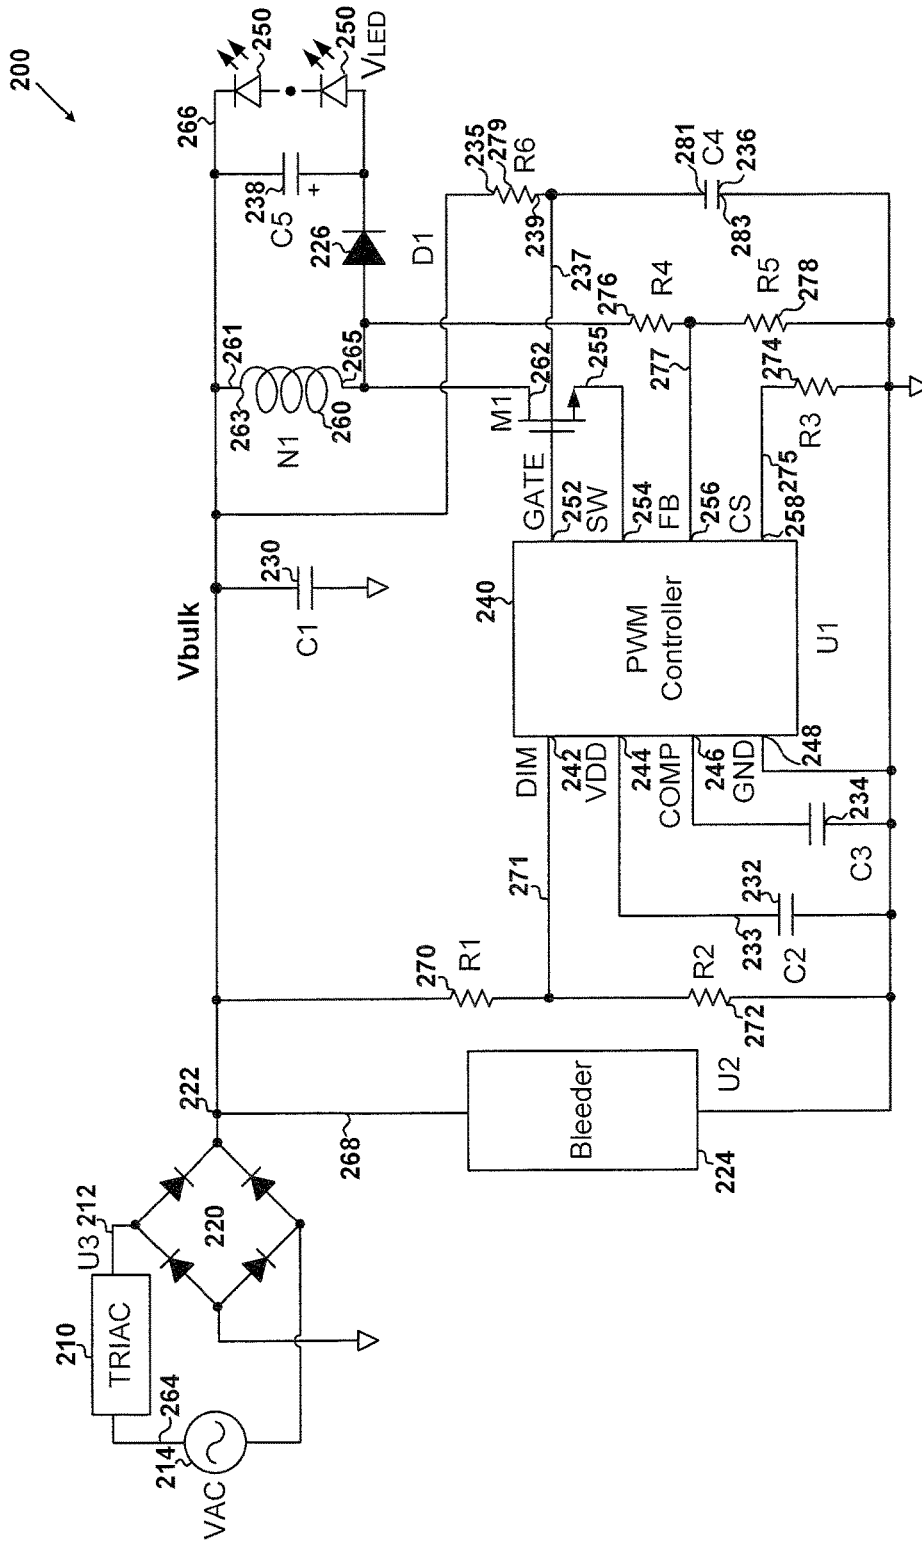 200
VAC
214
264
210
TRIAC
U3
212
220
222
268
Bleeder
224
U2
270
R1
271
R2
272
232
233
C2
234
C3
DIM
242
VDD
244
COMP
246
GND
248
240
PWM
Controller
U1
Vbulk
230
C1
GATE
252
SW
254
FB
256
CS
258
M1
262
255
261
263
260
N1
265
226
D1
238
C5
+
266
250
250
VLED
235
279
R6
239
237
276
R4
277
R5
278
274
275
R3
281
C4
283
236